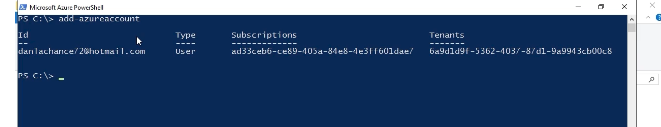 Microsoft Azure PowerShell
PS C:\> add-azureaccount
Id Type Subscriptions Tenants
-- ---- ------------- -------
danlachance72@hotmail.com User ad33ceb6-ce89-405a-84e8-4e3ff601dae7 6a9d1d9f-5362-4037-87d1-9a9943cb00c8
PS C:\> _